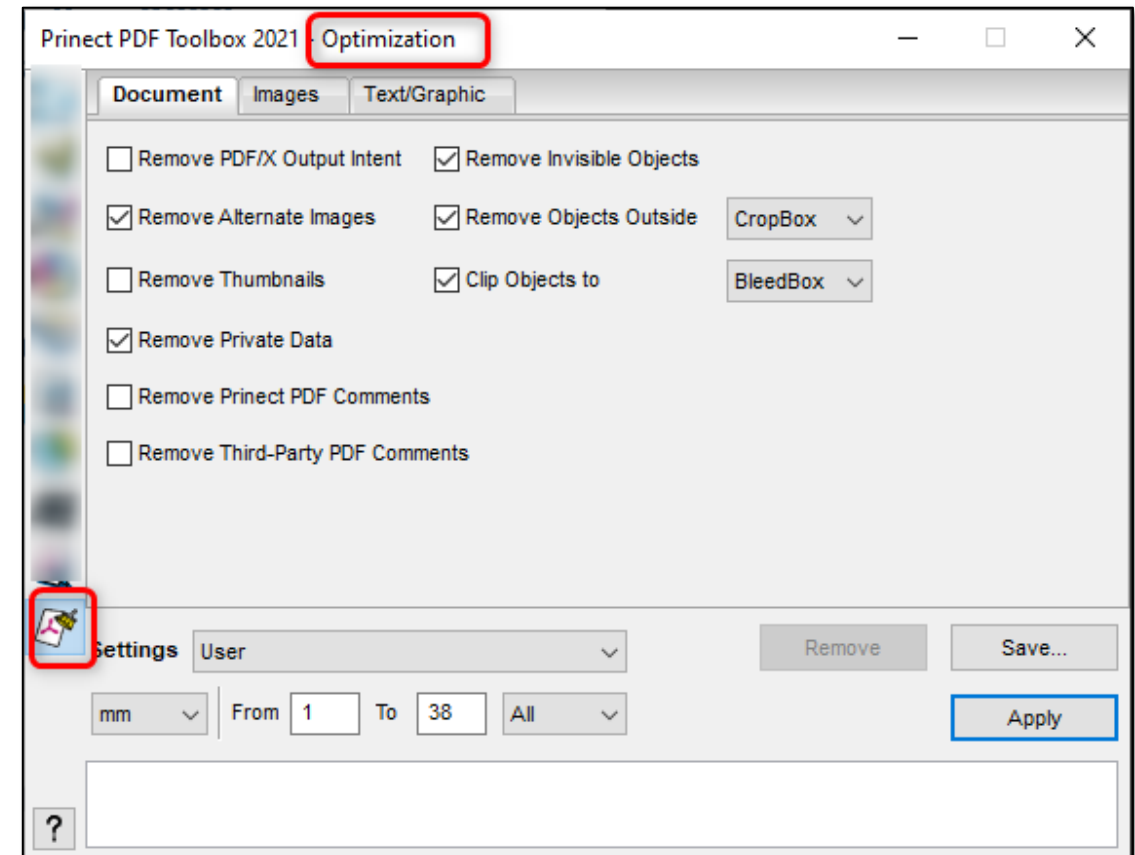 Prinect PDF Toolbox 2021 - Optimization
Document Images Text/Graphic
Remove PDF/X Output Intent Remove Invisible Objects
Remove Alternate Images Remove Objects Outside CropBox
Remove Thumbnails Clip Objects to BleedBox
Remove Private Data
Remove Prinect PDF Comments
Remove Third-Party PDF Comments
Settings User Remove Save...
mm From 1 To 38 All Apply
?